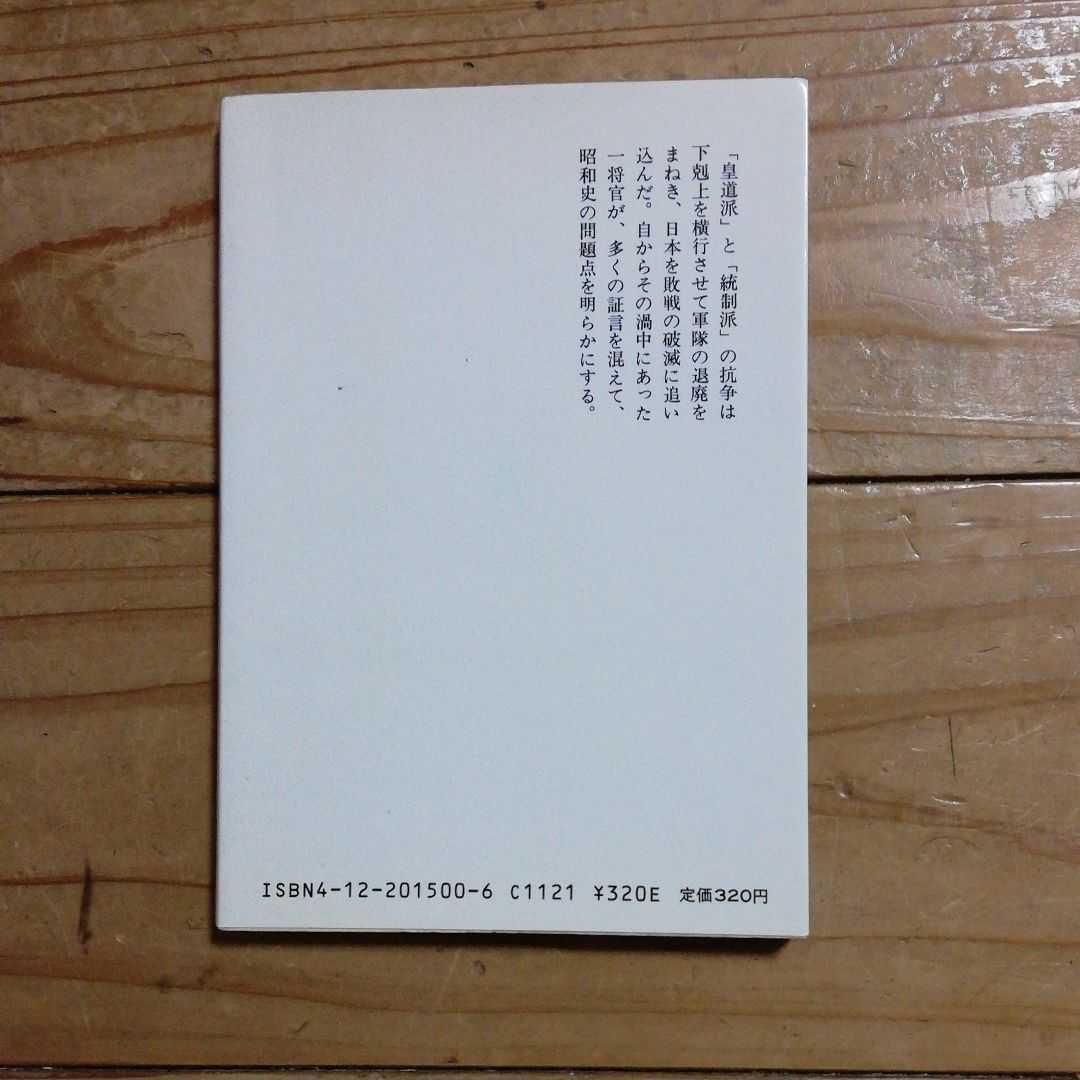 「皇道派」と「統制派」の抗争は
下剋上を横行させて軍隊の退廃を
まねき、日本を敗戦の破滅に追い
込んだ。自からその渦中にあった
一将官が、多くの証言を混えて、
昭和史の問題点を明らかにする。
ISBN4-12-201500-6 C1121 ¥320E 定価320円